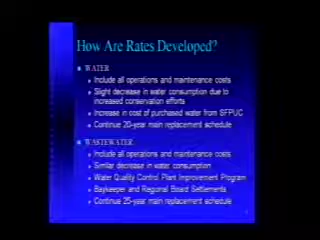 How Are Rates Developed?
WATER
Include all operations and maintenance costs
Slight decrease in water consumption due to
increased conservation efforts
Increase in cost of purchased water from SFPUC
Continue 20-year main replacement schedule
WASTEWATER
Include all operations and maintenance costs
Similar decrease in water consumption
Water Quality Control Plant Improvement Program
Baykeeper and Regional Board Settlements
Continue 25-year main replacement schedule